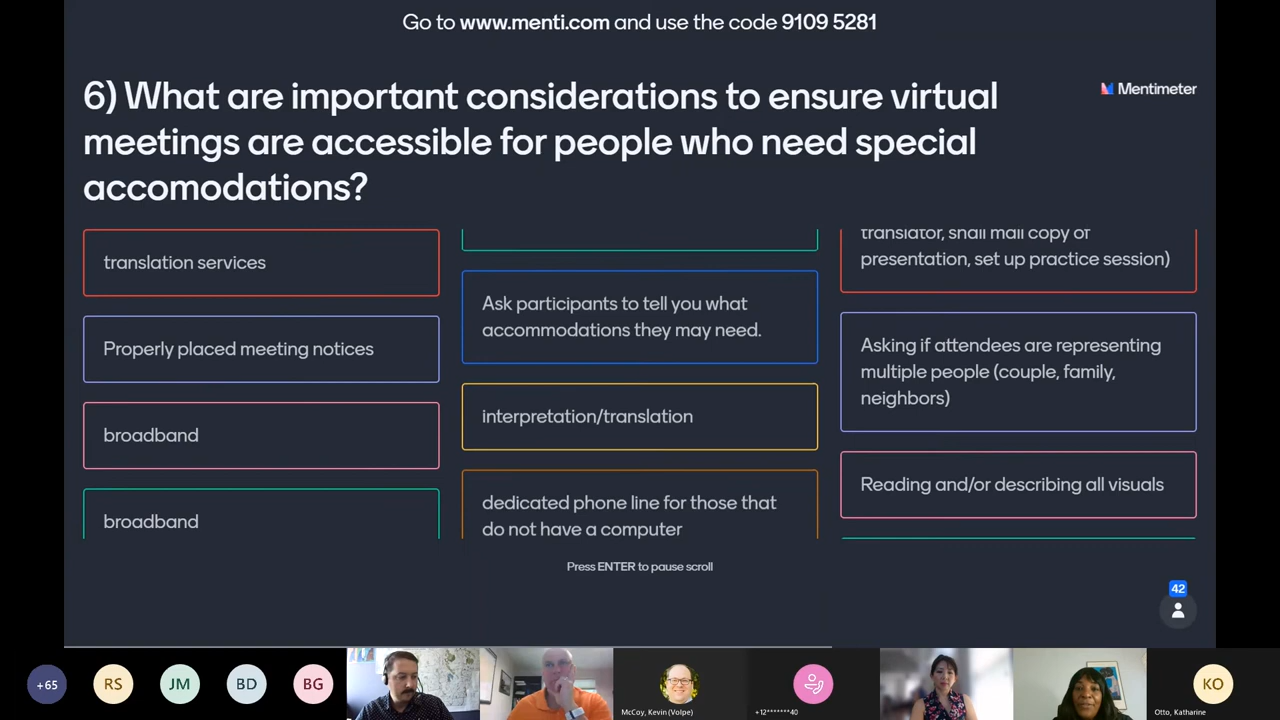 Go to www.menti.com and use the code 9109 5281
6) What are important considerations to ensure virtual
meetings are accessible for people who need special
accomodations?
Mentimeter
translation services
Properly placed meeting notices
broadband
broadband
Ask participants to tell you what
accommodations they may need.
interpretation/translation
dedicated phone line for those that
do not have a computer
translator, snail mail copy of
presentation, set up practice session)
Asking if attendees are representing
multiple people (couple, family,
neighbors)
Reading and/or describing all visuals
Press ENTER to pause scroll
42
+65
RS
JM
BD
BG
McCoy, Kevin (Volpe)
+12*******40
KO
Otto, Katharine